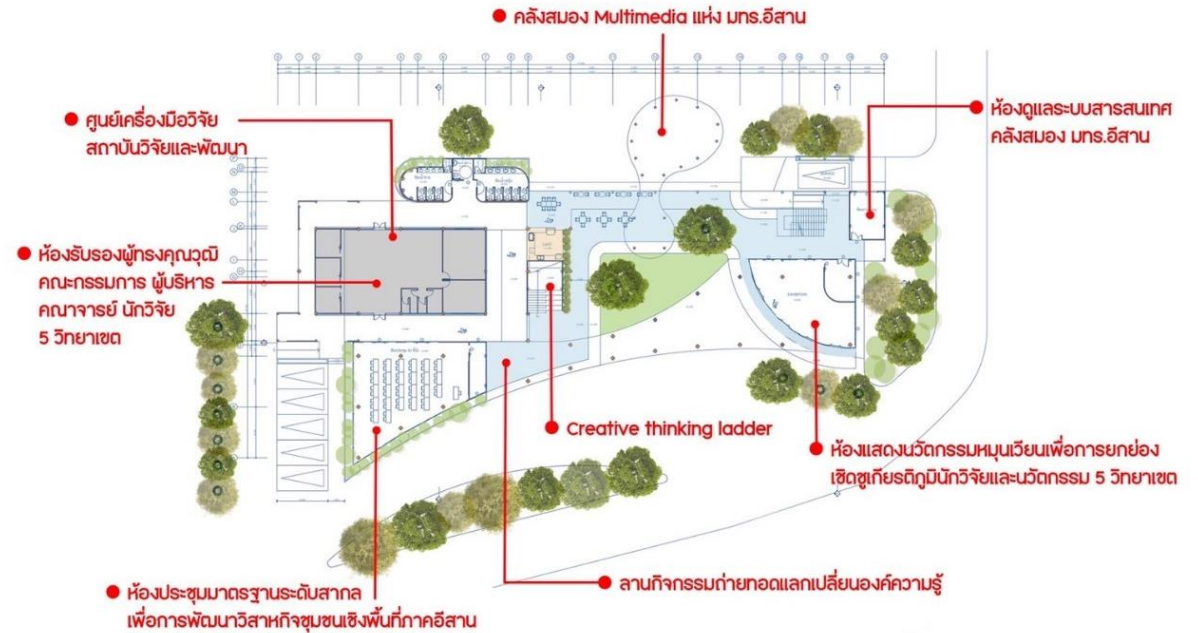 คลังสมอง Multimedia แห่ง มทร.อีสาน
ศูนย์เครื่องมือวิจัย
สถาบันวิจัยและพัฒนา
ห้องดูแลระบบสารสนเทศ
คลังสมอง มทร.อีสาน
ห้องรับรองผู้ทรงคุณวุฒิ
คณะกรรมการ ผู้บริหาร
คณาจารย์ นักวิจัย
5 วิทยาเขต
Creative thinking ladder
ห้องแสดงนวัตกรรมหมุนเวียนเพื่อการยกย่อง
เชิดชูเกียรติภูมินักวิจัยและนวัตกรรม 5 วิทยาเขต
ลานกิจกรรมถ่ายทอดแลกเปลี่ยนองค์ความรู้
ห้องประชุมมาตรฐานระดับสากล
เพื่อการพัฒนาวิสาหกิจชุมชนเชิงพื้นที่ภาคอีสาน